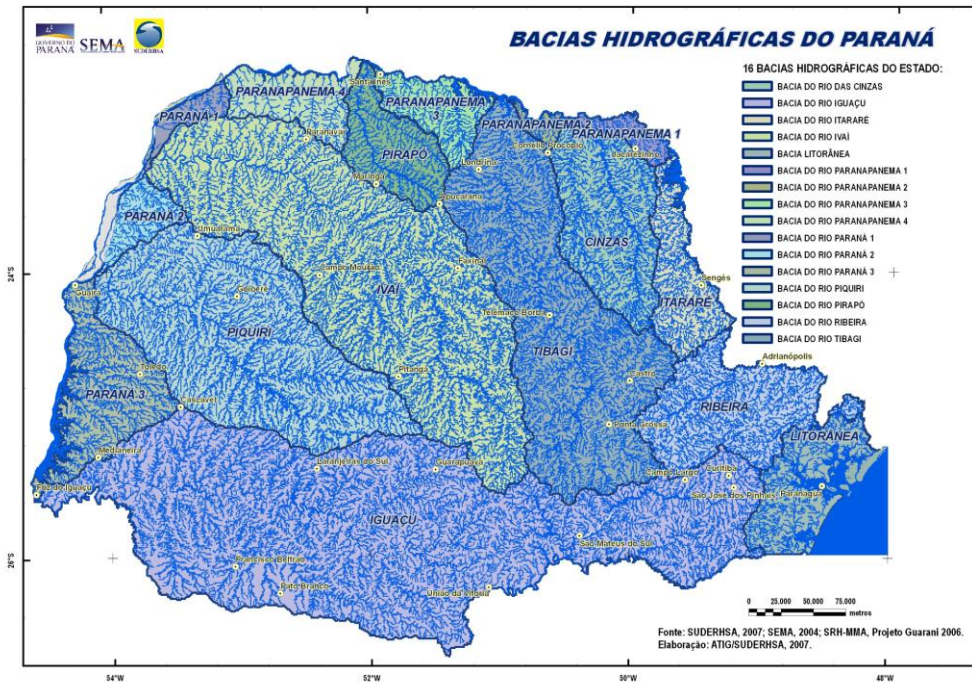 GOVERNO DO
PARANÁ
SEMA
SUDERHSA
BACIAS HIDROGRÁFICAS DO PARANÁ
16 BACIAS HIDROGRÁFICAS DO ESTADO:
BACIA DO RIO DAS CINZAS
BACIA DO RIO IGUAÇU
BACIA DO RIO ITARARÉ
BACIA DO RIO IVAÍ
BACIA LITORÂNEA
BACIA DO RIO PARANAPANEMA 1
BACIA DO RIO PARANAPANEMA 2
BACIA DO RIO PARANAPANEMA 3
BACIA DO RIO PARANAPANEMA 4
BACIA DO RIO PARANÁ 1
BACIA DO RIO PARANÁ 2
BACIA DO RIO PARANÁ 3
BACIA DO RIO PIQUIRI
BACIA DO RIO PIRAPÓ
BACIA DO RIO RIBEIRA
BACIA DO RIO TIBAGI
PARANAPANEMA 4
Santa Inês
PARANAPANEMA
3
PARANÁ 1
PARANAPANEMA 2
PARANAPANEMA 1
Paranavaí
PIRAPÓ
Cornélio Procópio
Jacarezinho
Londrina
Maringá
Apucarana
PARANÁ 2
Umuarama
CINZAS
24°S
Campo Mourão
Faxinal
Sengés
Guaíra
Goioerê
IVAÍ
ITARARÉ
Telêmaco Borba
PIQUIRI
TIBAGI
Adrianópolis
Toledo
Pitanga
Castro
PARANÁ 3
Cascavel
RIBEIRA
Ponta Grossa
LITORÂNEA
Medianeira
Laranjeiras do Sul
Guarapuava
Campo Largo
Curitiba
Foz do Iguaçu
São José dos Pinhais
Paranaguá
IGUAÇÚ
São Mateus do Sul
26°S
Francisco Beltrão
Pato Branco
União da Vitória
0 25.000 50.000 75.000
metros
Fonte: SUDERHSA, 2007; SEMA, 2004; SRH-MMA, Projeto Guarani 2006.
Elaboração: ATIG/SUDERHSA, 2007.
54°W
52°W
50°W
48°W